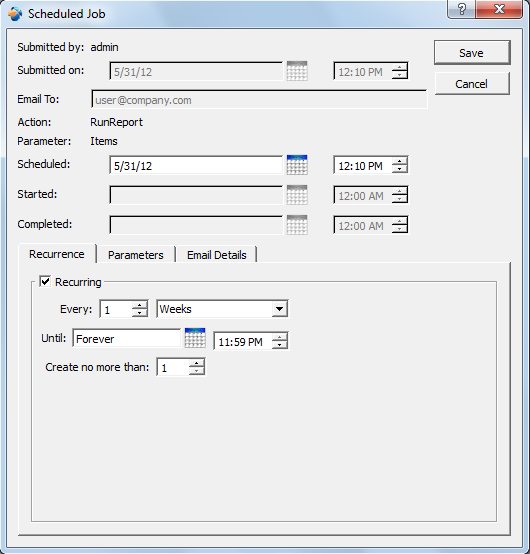 Scheduled Job
Submitted by: admin
Save
Submitted on: 5/31/12 12:10 PM
Cancel
Email To: user@company.com
Action: RunReport
Parameter: Items
Scheduled: 5/31/12 12:10 PM
Started: 12:00 AM
Completed: 12:00 AM
Recurrence Parameters Email Details
Recurring
Every: 1 Weeks
Until: Forever 11:59 PM
Create no more than: 1